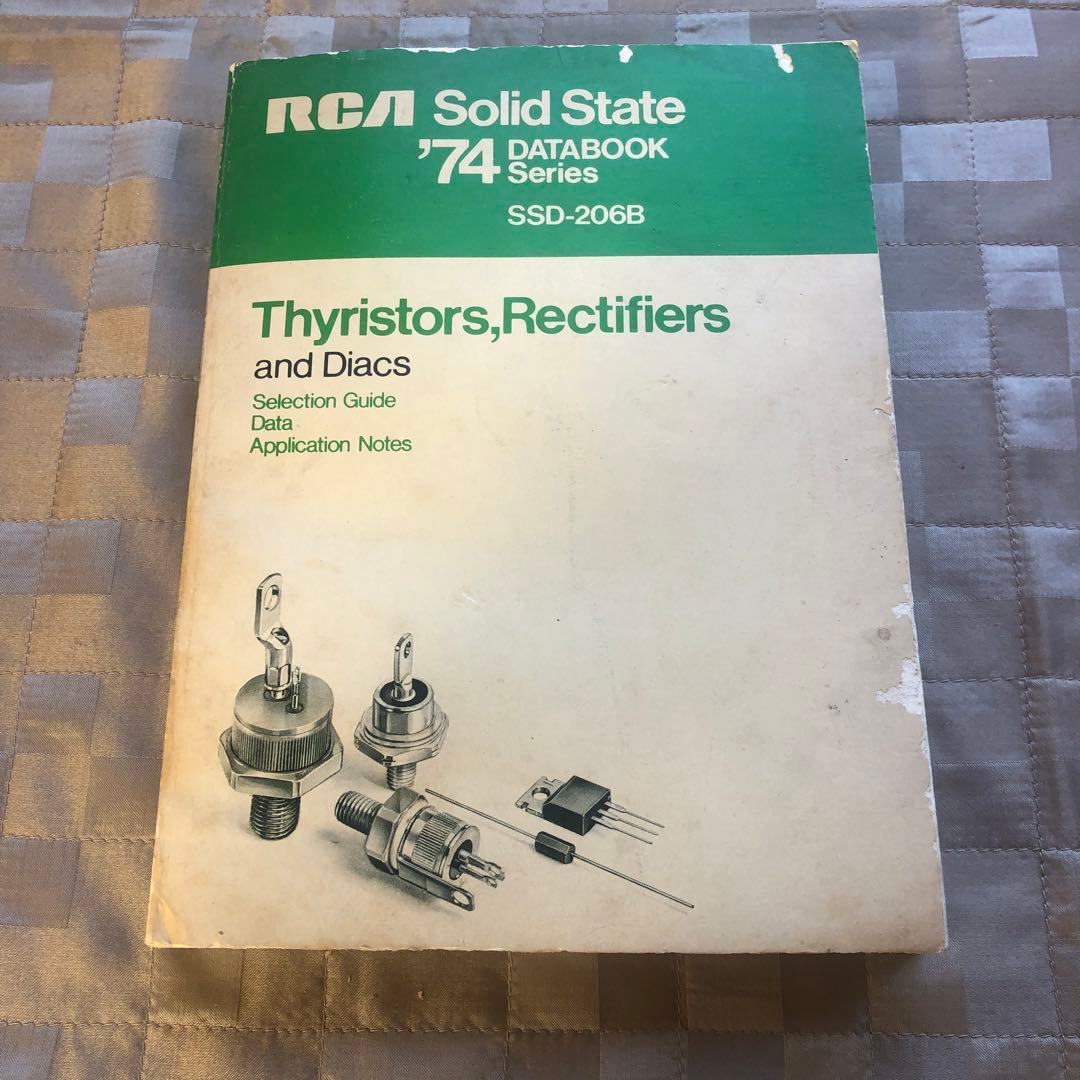 RCA Solid State
'74 DATABOOK
Series
SSD-206B
Thyristors,Rectifiers
and Diacs
Selection Guide
Data
Application Notes